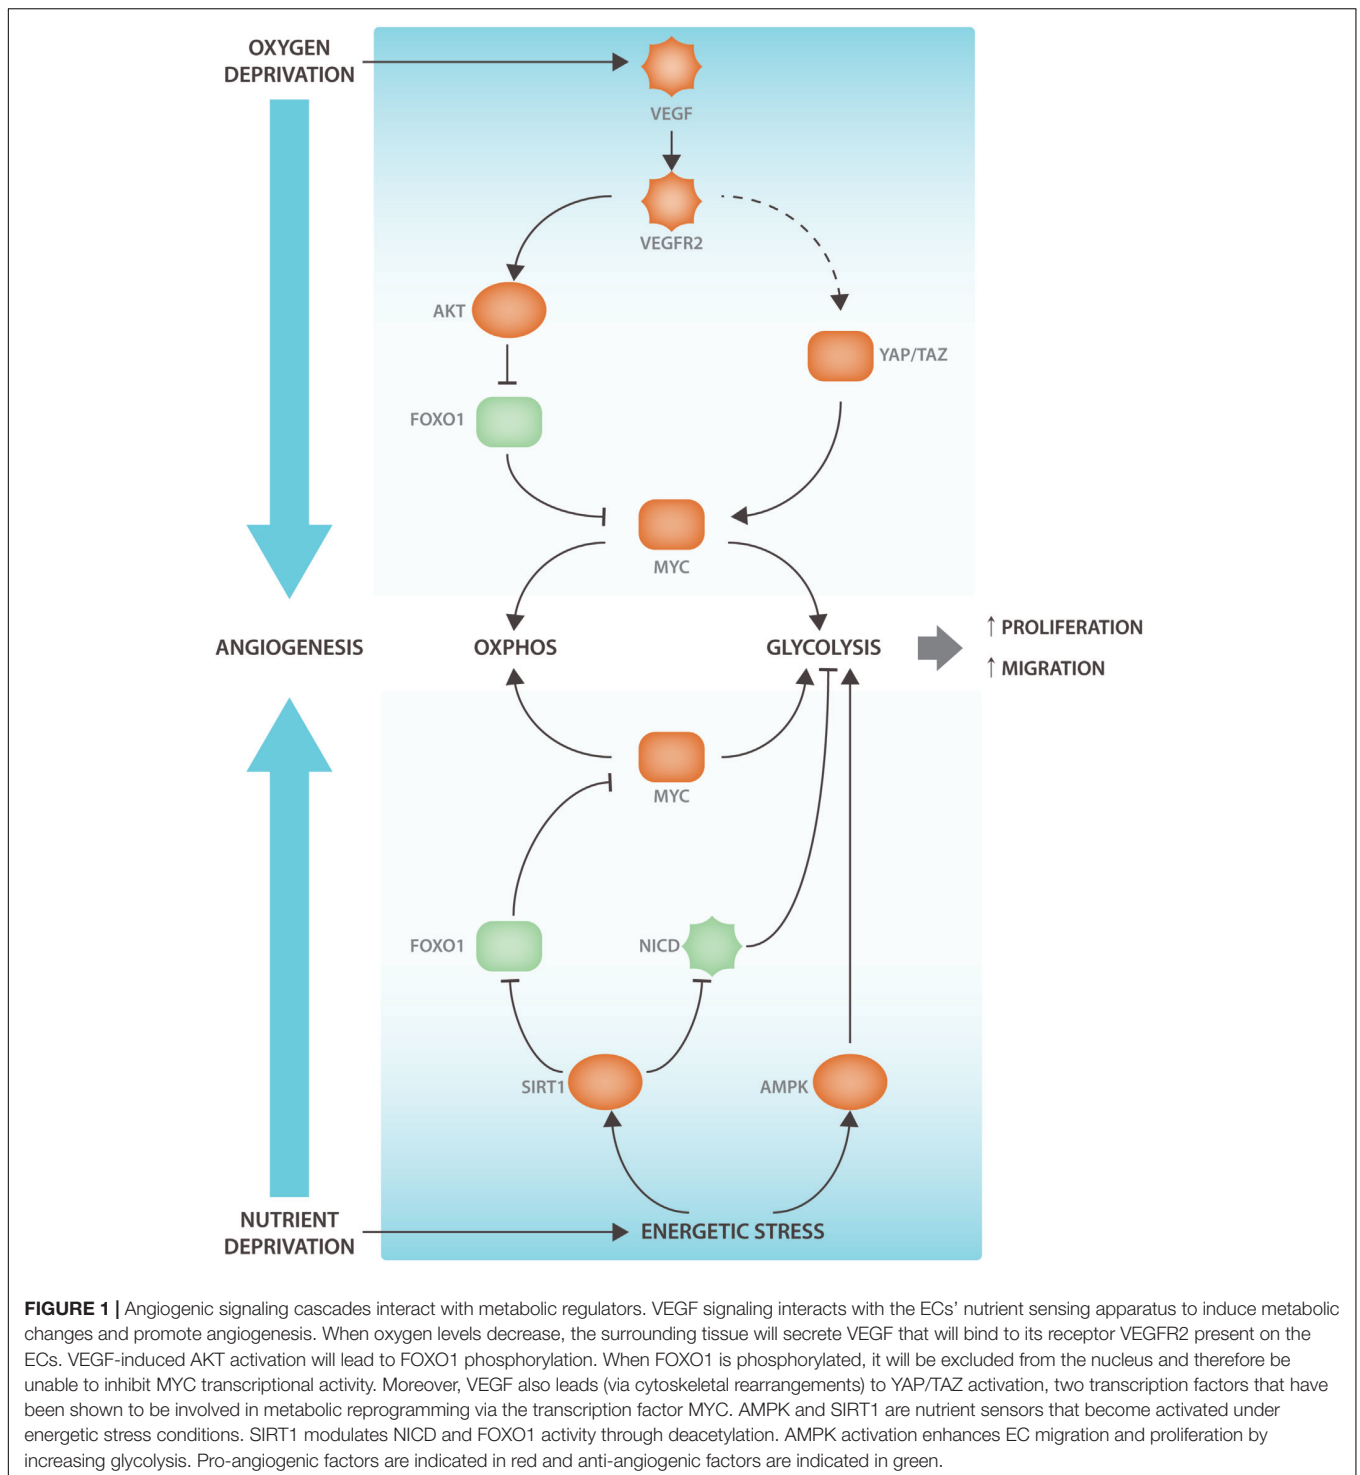 OXYGEN
DEPRIVATION
VEGF
VEGFR2
AKT
YAP/TAZ
FOXO1
MYC
ANGIOGENESIS
OXPHOS
GLYCOLYSIS
↑ PROLIFERATION
↑ MIGRATION
MYC
FOXO1
NICD
SIRT1
AMPK
NUTRIENT
DEPRIVATION
ENERGETIC STRESS
FIGURE 1 | Angiogenic signaling cascades interact with metabolic regulators. VEGF signaling interacts with the ECs' nutrient sensing apparatus to induce metabolic
changes and promote angiogenesis. When oxygen levels decrease, the surrounding tissue will secrete VEGF that will bind to its receptor VEGFR2 present on the
ECs. VEGF-induced AKT activation will lead to FOXO1 phosphorylation. When FOXO1 is phosphorylated, it will be excluded from the nucleus and therefore be
unable to inhibit MYC transcriptional activity. Moreover, VEGF also leads (via cytoskeletal rearrangements) to YAP/TAZ activation, two transcription factors that have
been shown to be involved in metabolic reprogramming via the transcription factor MYC. AMPK and SIRT1 are nutrient sensors that become activated under
energetic stress conditions. SIRT1 modulates NICD and FOXO1 activity through deacetylation. AMPK activation enhances EC migration and proliferation by
increasing glycolysis. Pro-angiogenic factors are indicated in red and anti-angiogenic factors are indicated in green.